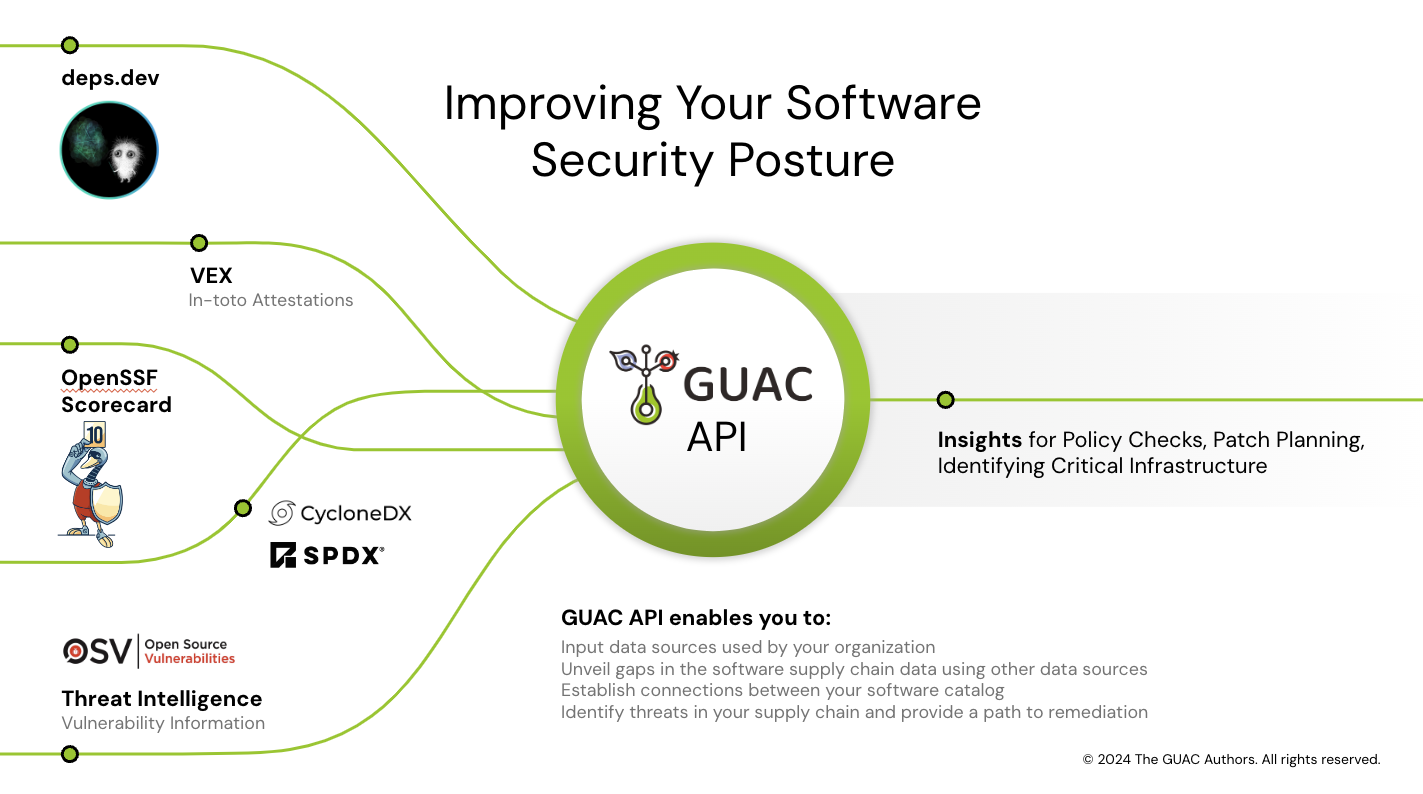 deps.dev
Improving Your Software
Security Posture
VEX
In-toto Attestations
OpenSSF
Scorecard
10
CycloneDX
SPDX®
OSV
Open Source
Vulnerabilities
Threat Intelligence
Vulnerability Information
GUAC
API
Insights for Policy Checks, Patch Planning,
Identifying Critical Infrastructure
GUAC API enables you to:
Input data sources used by your organization
Unveil gaps in the software supply chain data using other data sources
Establish connections between your software catalog
Identify threats in your supply chain and provide a path to remediation
© 2024 The GUAC Authors. All rights reserved.